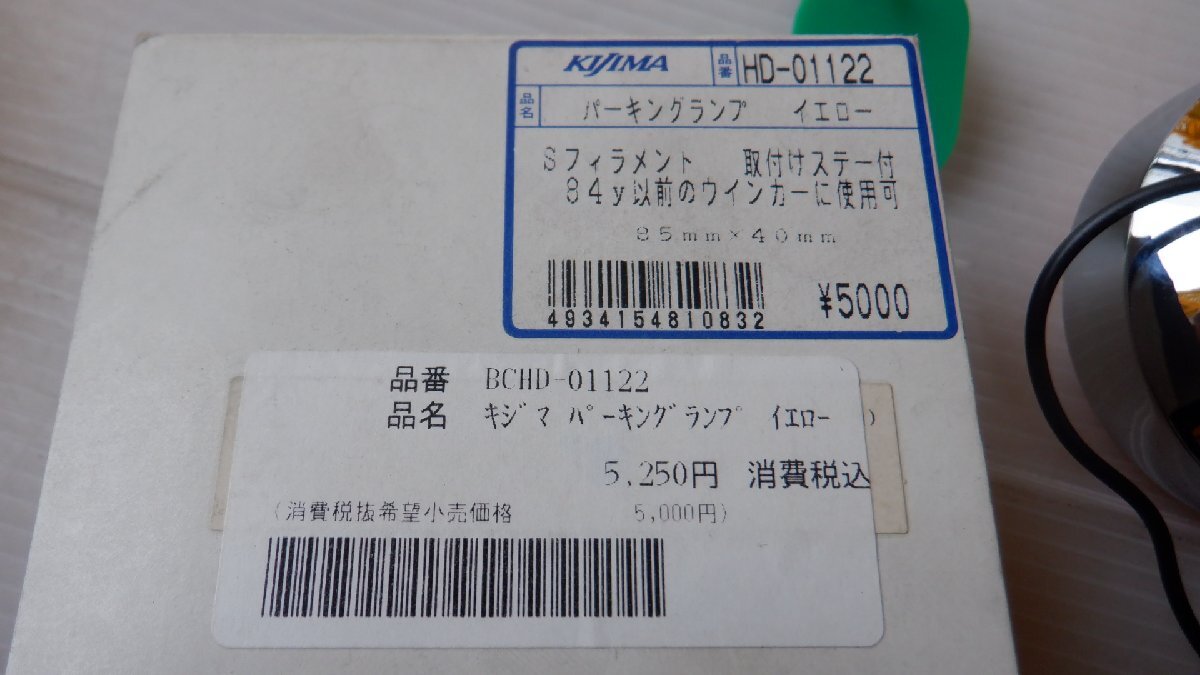 KIJIMA 品番 HD-01122
品名 パーキングランプ イエロー
Sフィラメント 取付けステー付
84y以前のウインカーに使用可
85mm×40mm
4934154810832 ¥5000
品番 BCHD-01122
品名 ｷｼﾞﾏ ﾊﾟｰｷﾝｸﾞﾗﾝﾌﾟ ｲｴﾛｰ
)
5,250円 消費税込
(消費税抜希望小売価格 5,000円)